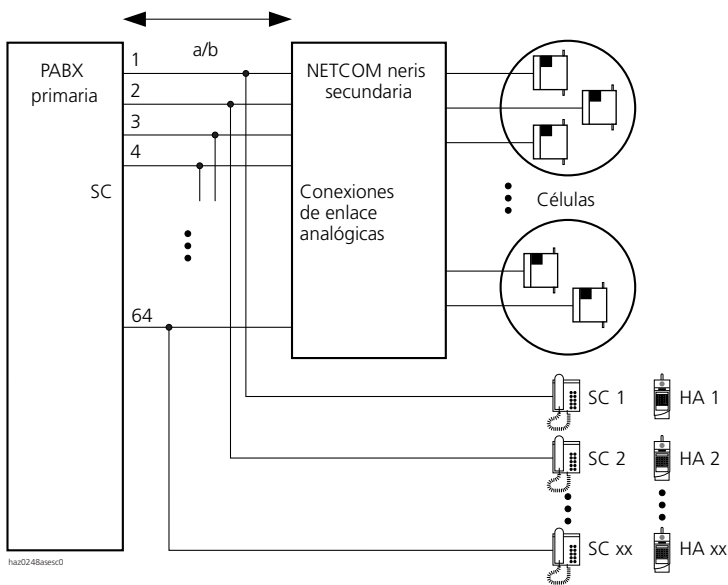 a/b
PABX
primaria
1
2
3
4
SC
64
NETCOM neris
secundaria
Conexiones
de enlace
analógicas
Células
SC 1
HA 1
SC 2
HA 2
SC xx
HA xx
haz0248asesc0